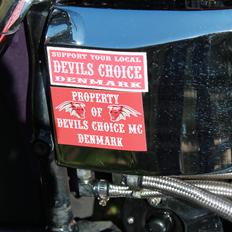 SUPPORT YOUR LOCAL
DEVILS CHOICE
DENMARK
PROPERTY
OF
DEVILS CHOICE MC
DENMARK